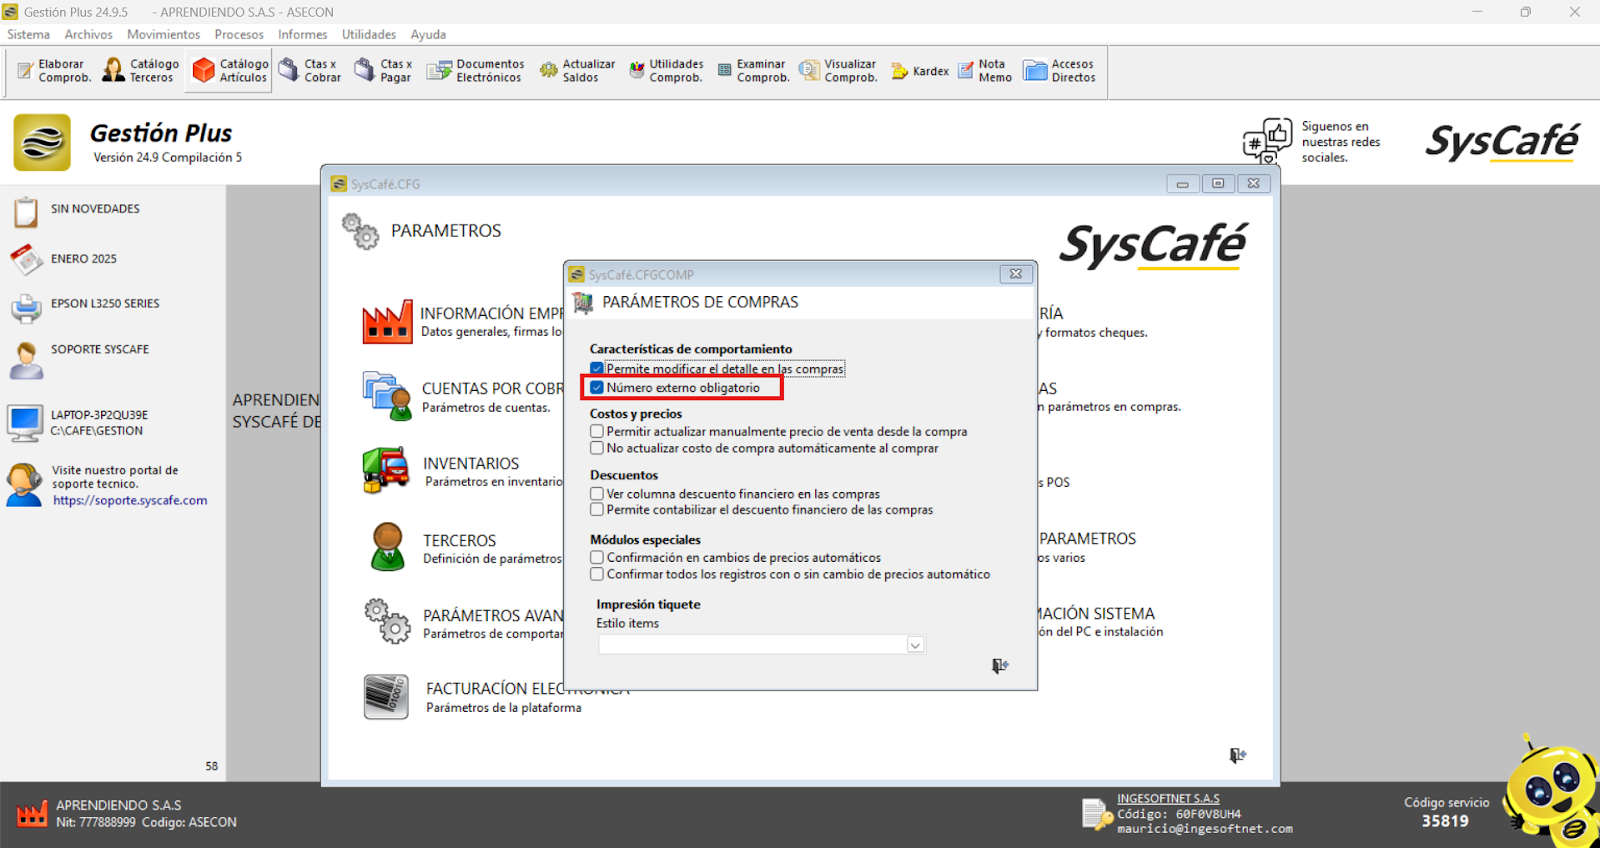 Gestión Plus 24.9.5 - APRENDIENDO S.A.S - ASECON
Sistema Archivos Movimientos Procesos Informes Utilidades Ayuda
Elaborar Comprob.
Catálogo Terceros
Catálogo Artículos
Ctas x Cobrar
Ctas x Pagar
Documentos Electrónicos
Actualizar Saldos
Utilidades Comprob.
Examinar Comprob.
Visualizar Comprob.
Kardex
Nota Memo
Accesos Directos
Gestión Plus
Versión 24.9 Compilación 5
Siguenos en
nuestras redes
sociales.
SysCafé
SIN NOVEDADES
ENERO 2025
EPSON L3250 SERIES
SOPORTE SYSCAFE
LAPTOP-3P2QU39E
C:\CAFE\GESTION
Visite nuestro portal de
soporte tecnico.
https://soporte.syscafe.com
58
APRENDIEN
SYSCAFÉ DE
SysCafé.CFG
PARAMETROS
SysCafé
INFORMACIÓN EMPR
Datos generales, firmas lo
CUENTAS POR COBR
Parámetros de cuentas.
INVENTARIOS
Parámetros en inventario
TERCEROS
Definición de parámetros
PARÁMETROS AVAN
Parámetros de comportar
FACTURACÍON ELECTRÓNICA
Parámetros de la plataforma
RÍA
y formatos cheques.
AS
n parámetros en compras.
s POS
PARAMETROS
os varios
MACIÓN SISTEMA
ón del PC e instalación
SysCafé.CFGCOMP
PARÁMETROS DE COMPRAS
Características de comportamiento
Permite modificar el detalle en las compras
Número externo obligatorio
Costos y precios
Permitir actualizar manualmente precio de venta desde la compra
No actualizar costo de compra automáticamente al comprar
Descuentos
Ver columna descuento financiero en las compras
Permite contabilizar el descuento financiero de las compras
Módulos especiales
Confirmación en cambios de precios automáticos
Confirmar todos los registros con o sin cambio de precios automático
Impresión tiquete
Estilo items
APRENDIENDO S.A.S
Nit: 777888999 Codigo: ASECON
INGESOFTNET S.A.S
Código: 60F0V8UH4
mauricio@ingesoftnet.com
Código servicio
35819